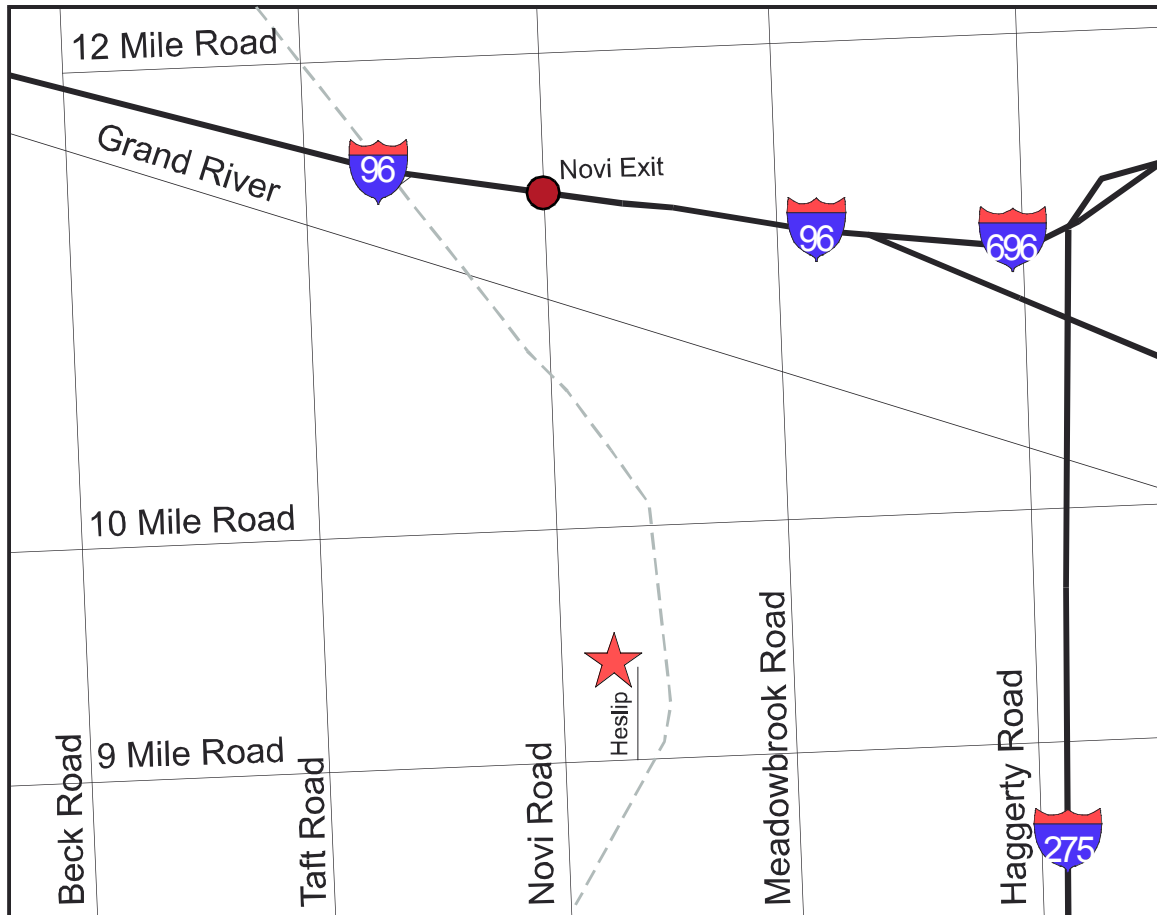 12 Mile Road
Grand River
96
Novi Exit
96
696
10 Mile Road
Heslip
9 Mile Road
Beck Road
Taft Road
Novi Road
Meadowbrook Road
Haggerty Road
275